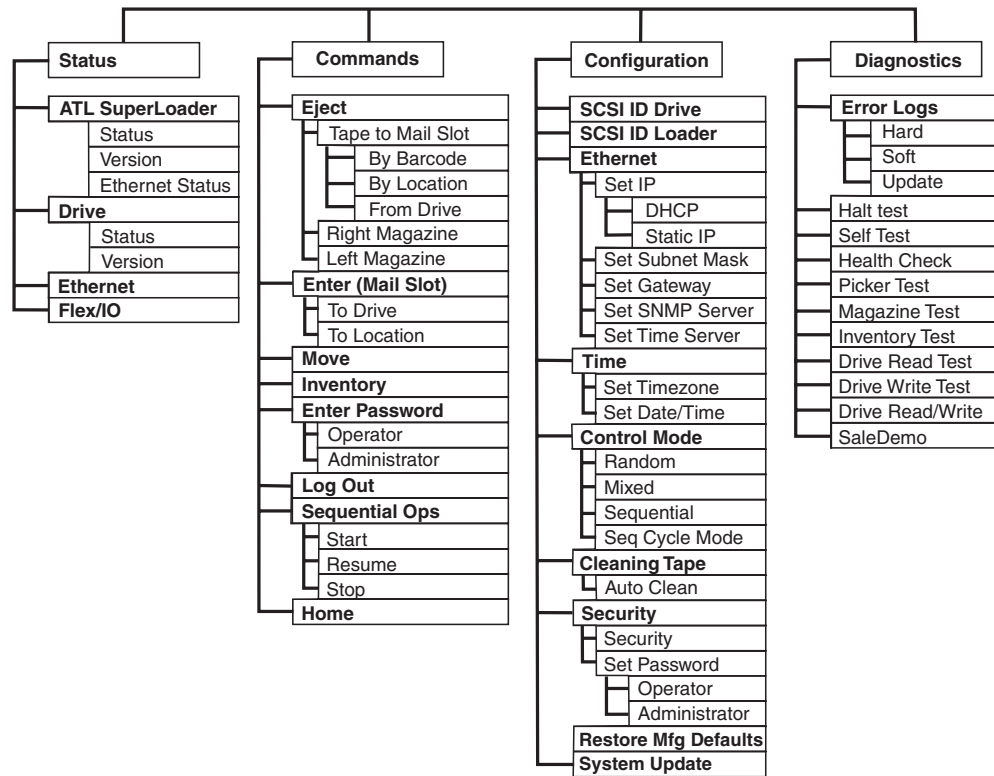 Status
ATL SuperLoader
Status
Version
Ethernet Status
Drive
Status
Version
Ethernet
Flex/IO
Commands
Eject
Tape to Mail Slot
By Barcode
By Location
From Drive
Right Magazine
Left Magazine
Enter (Mail Slot)
To Drive
To Location
Move
Inventory
Enter Password
Operator
Administrator
Log Out
Sequential Ops
Start
Resume
Stop
Home
Configuration
SCSI ID Drive
SCSI ID Loader
Ethernet
Set IP
DHCP
Static IP
Set Subnet Mask
Set Gateway
Set SNMP Server
Set Time Server
Time
Set Timezone
Set Date/Time
Control Mode
Random
Mixed
Sequential
Seq Cycle Mode
Cleaning Tape
Auto Clean
Security
Security
Set Password
Operator
Administrator
Restore Mfg Defaults
System Update
Diagnostics
Error Logs
Hard
Soft
Update
Halt test
Self Test
Health Check
Picker Test
Magazine Test
Inventory Test
Drive Read Test
Drive Write Test
Drive Read/Write
SaleDemo